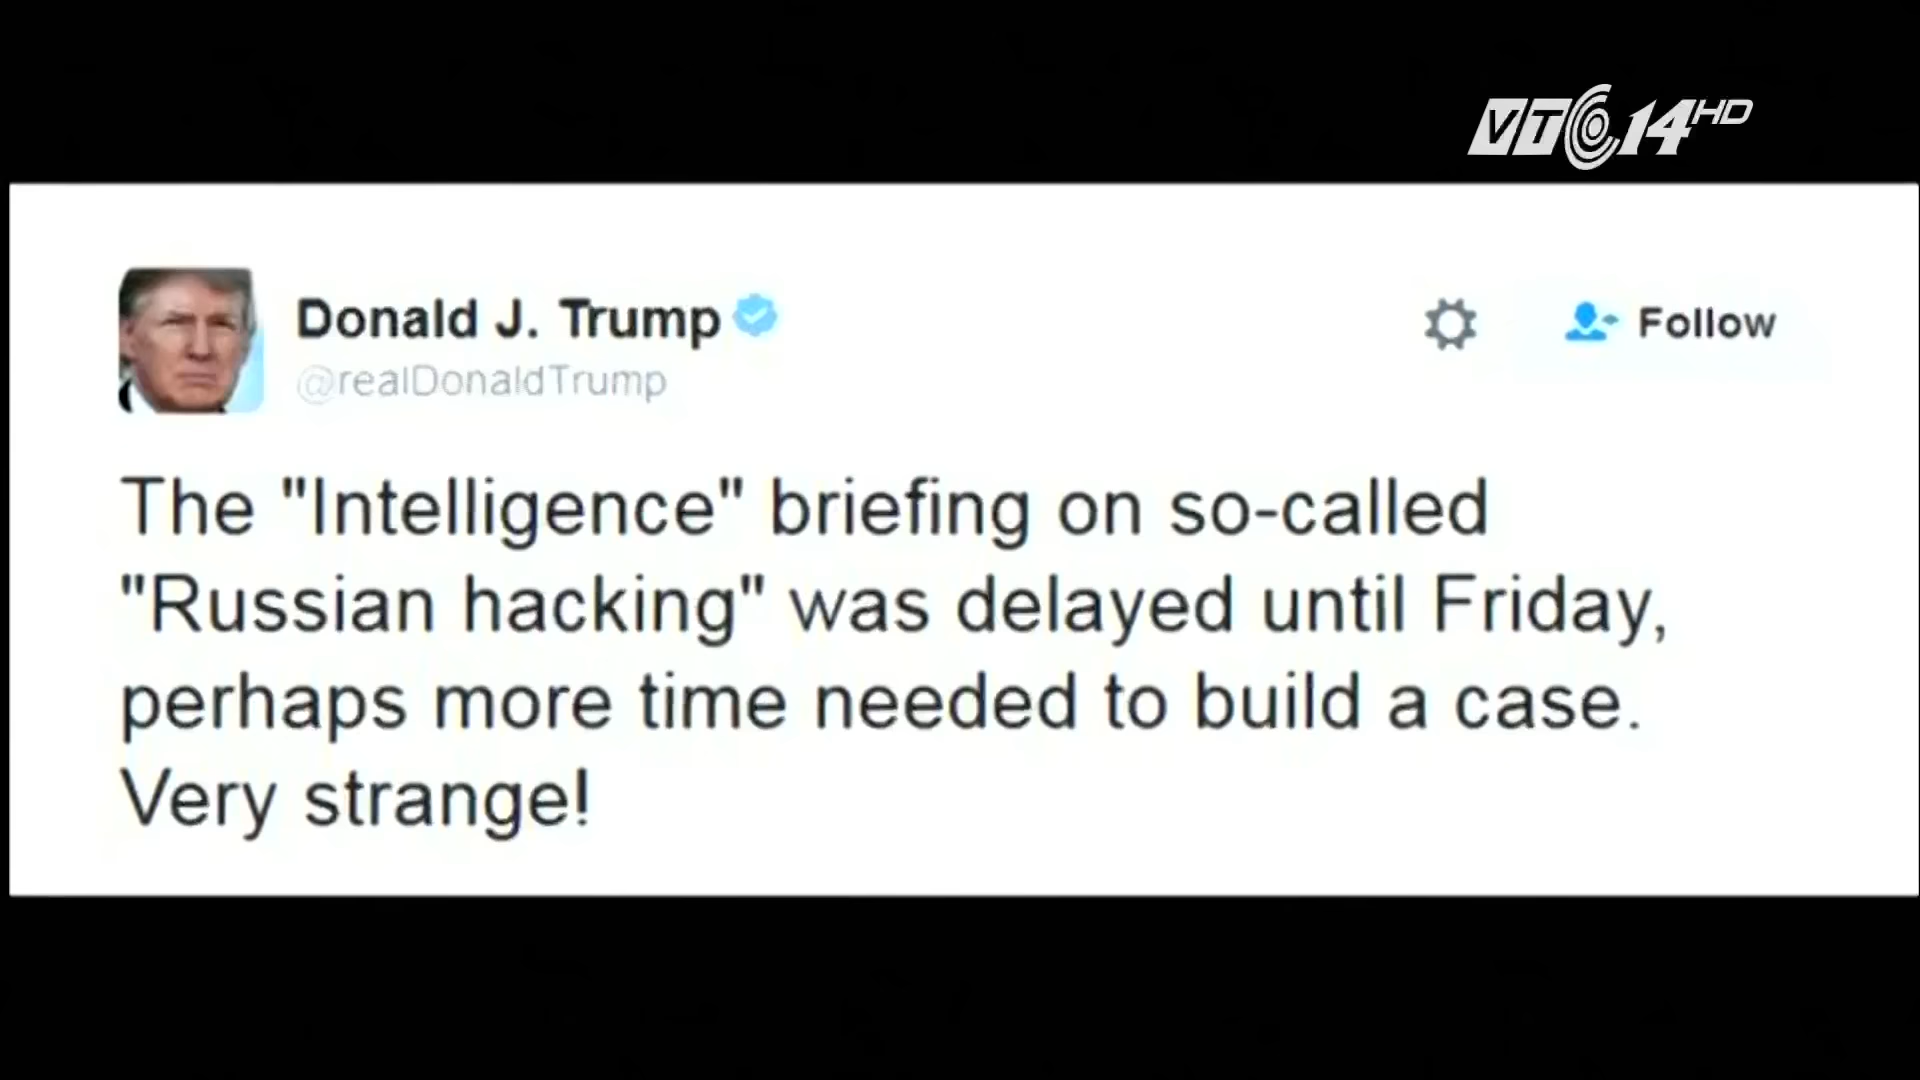 VTC14HD
Donald J. Trump
Follow
@realDonaldTrump
The "Intelligence" briefing on so-called
"Russian hacking" was delayed until Friday,
perhaps more time needed to build a case.
Very strange!